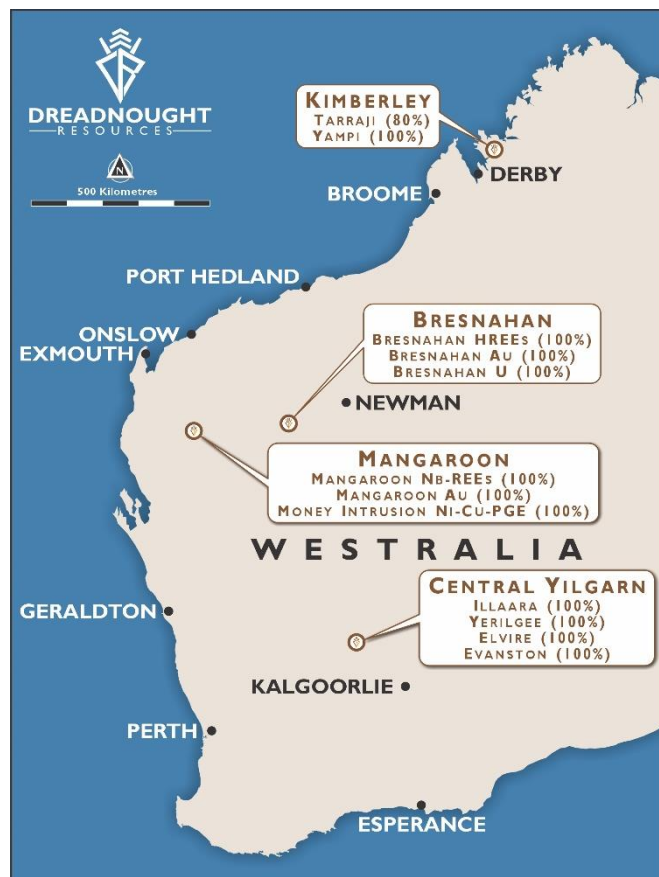 DREADNOUGHT
RESOURCES
N
500 Kilometres
KIMBERLEY
TARRAJI (80%)
YAMPI (100%)
DERBY
BROOME
PORT HEDLAND
ONSLOW
EXMOUTH
BRESNAHAN
BRESNAHAN HREES (100%)
BRESNAHAN AU (100%)
BRESNAHAN U (100%)
NEWMAN
MANGAROON
MANGAROON NB-REES (100%)
MANGAROON AU (100%)
MONEY INTRUSION NI-CU-PGE (100%)
WESTRALIA
CENTRAL YILGARN
ILLAARA (100%)
YERILGEE (100%)
ELVIRE (100%)
EVANSTON (100%)
GERALDTON
KALGOORLIE
PERTH
ESPERANCE